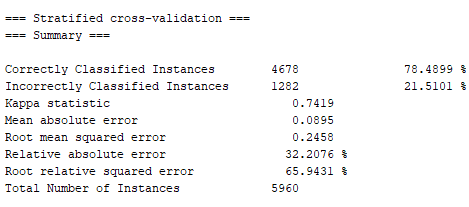 === Stratified cross-validation ===
=== Summary ===

Correctly Classified Instances        4678               78.4899 %
Incorrectly Classified Instances      1282               21.5101 %
Kappa statistic                          0.7419
Mean absolute error                      0.0895
Root mean squared error                  0.2458
Relative absolute error                 32.2076 %
Root relative squared error             65.9431 %
Total Number of Instances             5960